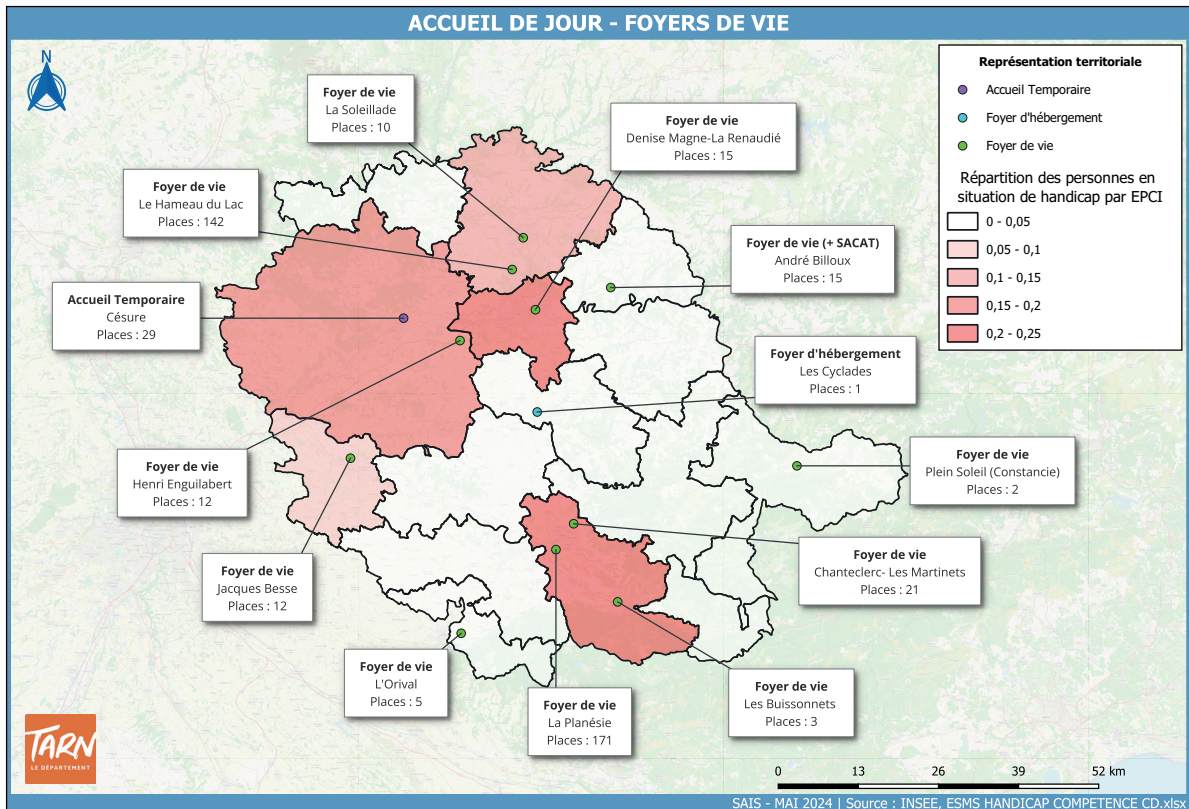 ACCUEIL DE JOUR - FOYERS DE VIE
N
Foyer de vie
La Soleillade
Places : 10
Foyer de vie
Denise Magne-La Renaudié
Places : 15
Foyer de vie
Le Hameau du Lac
Places : 142
Foyer de vie (+ SACAT)
André Billoux
Places : 15
Accueil Temporaire
Césure
Places : 29
Foyer d'hébergement
Les Cyclades
Places : 1
Foyer de vie
Henri Enguilabert
Places : 12
Foyer de vie
Plein Soleil (Constancie)
Places : 2
Foyer de vie
Jacques Besse
Places : 12
Foyer de vie
Chanteclerc- Les Martinets
Places : 21
Foyer de vie
L'Orival
Places : 5
Foyer de vie
La Planésie
Places : 171
Foyer de vie
Les Buissonnets
Places : 3
Représentation territoriale
Accueil Temporaire
Foyer d'hébergement
Foyer de vie
Répartition des personnes en
situation de handicap par EPCI
0 - 0,05
0,05 - 0,1
0,1 - 0,15
0,15 - 0,2
0,2 - 0,25
TARN
LE DÉPARTEMENT
0 13 26 39 52 km
SAIS - MAI 2024 | Source : INSEE, ESMS HANDICAP COMPETENCE CD.xlsx